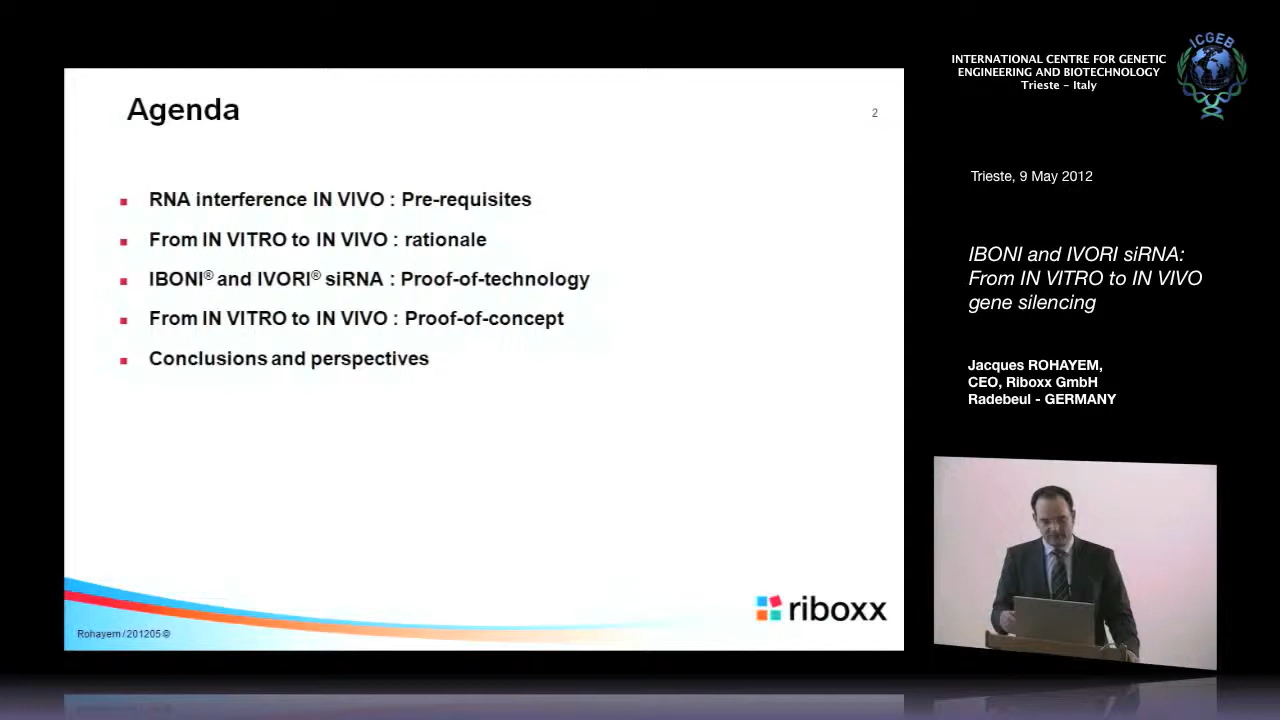 Agenda
2
RNA interference IN VIVO : Pre-requisites
From IN VITRO to IN VIVO : rationale
IBONI® and IVORI® siRNA : Proof-of-technology
From IN VITRO to IN VIVO : Proof-of-concept
Conclusions and perspectives
Rohayem / 201205 ©
riboxx
INTERNATIONAL CENTRE FOR GENETIC
ENGINEERING AND BIOTECHNOLOGY
Trieste – Italy
ICGEB
Trieste, 9 May 2012
IBONI and IVORI siRNA:
From IN VITRO to IN VIVO
gene silencing
Jacques ROHAYEM,
CEO, Riboxx GmbH
Radebeul - GERMANY